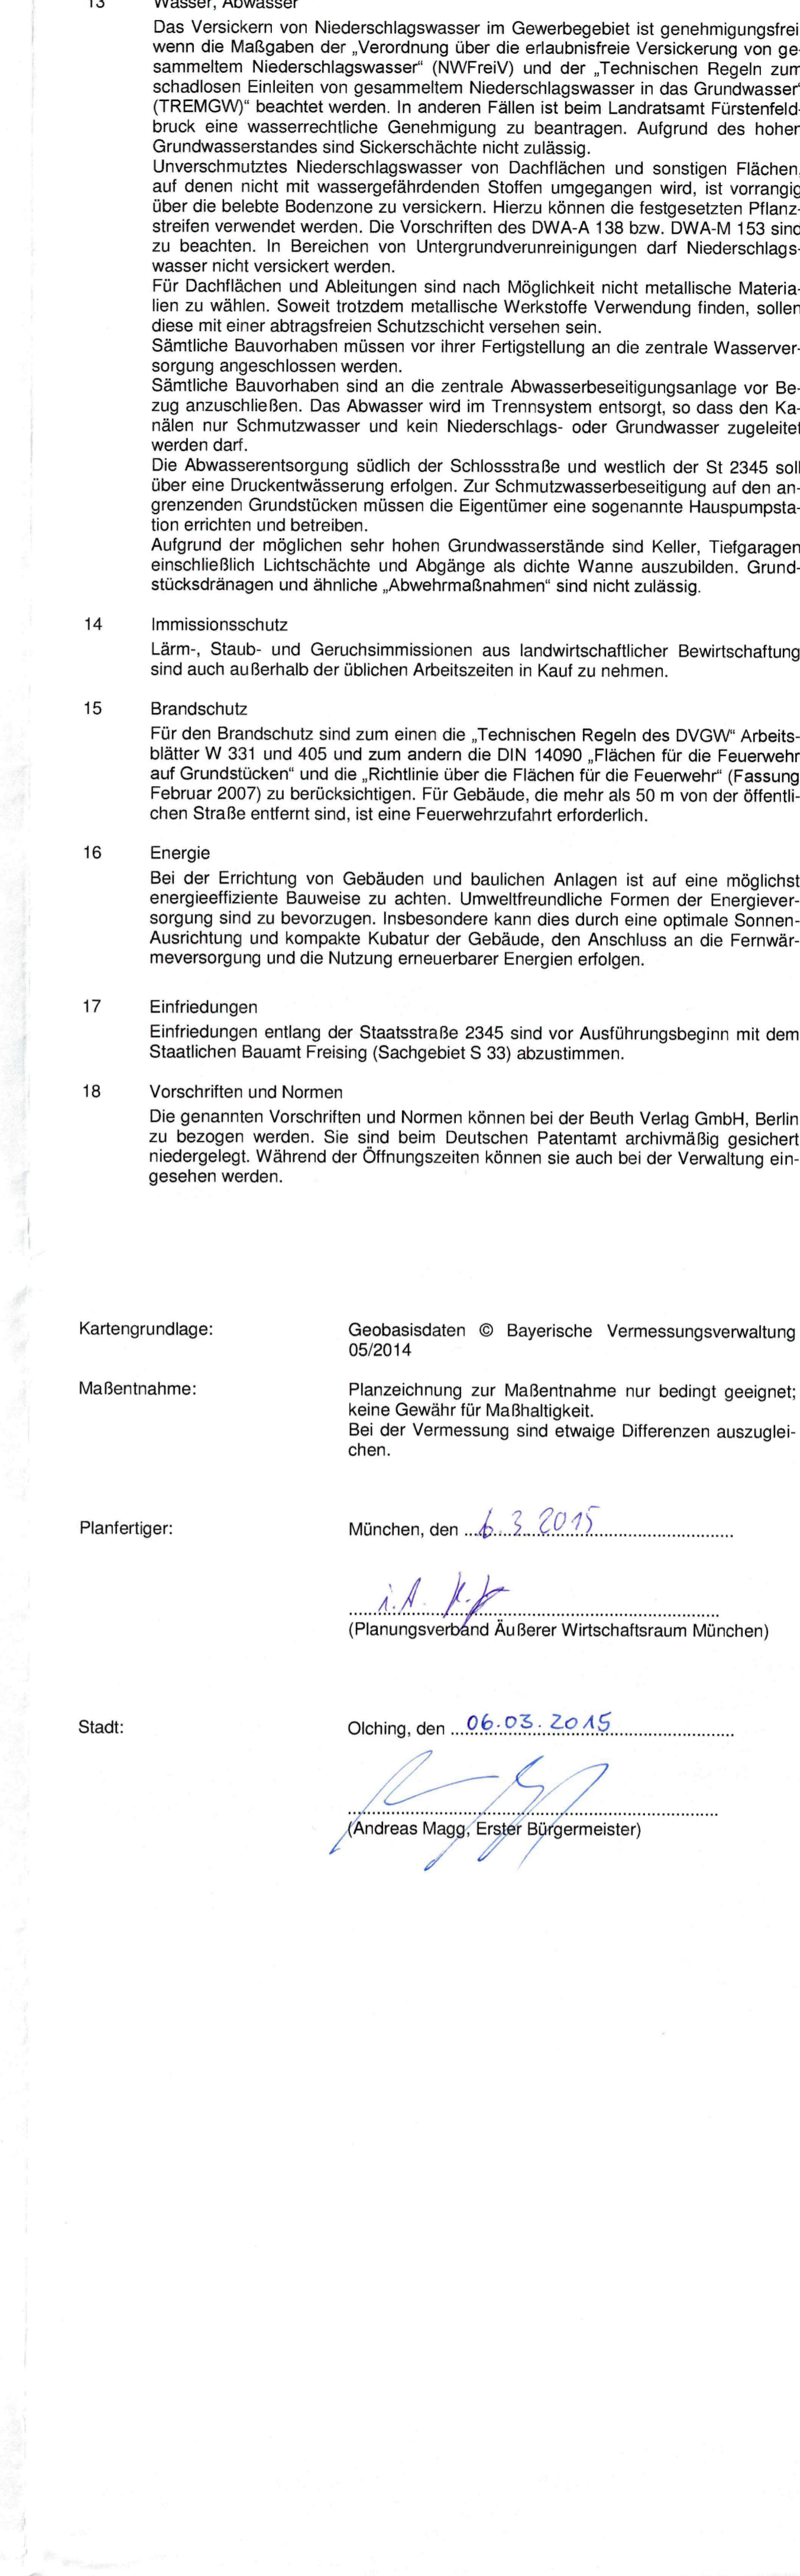 13 Wasser, Abwasser
Das Versickern von Niederschlagswasser im Gewerbegebiet ist genehmigungsfrei
wenn die Maßgaben der „Verordnung über die erlaubnisfreie Versickerung von ge-
sammeltem Niederschlagswasser“ (NWFreiV) und der „Technischen Regeln zum
schadlosen Einleiten von gesammeltem Niederschlagswasser in das Grundwasser
(TREMGW)“ beachtet werden. In anderen Fällen ist beim Landratsamt Fürstenfeld-
bruck eine wasserrechtliche Genehmigung zu beantragen. Aufgrund des hoher
Grundwasserstandes sind Sickerschächte nicht zulässig.
Unverschmutztes Niederschlagswasser von Dachflächen und sonstigen Flächen,
auf denen nicht mit wassergefährdenden Stoffen umgegangen wird, ist vorrangig
über die belebte Bodenzone zu versickern. Hierzu können die festgesetzten Pflanz-
streifen verwendet werden. Die Vorschriften des DWA-A 138 bzw. DWA-M 153 sind
zu beachten. In Bereichen von Untergrundverunreinigungen darf Niederschlags-
wasser nicht versickert werden.
Für Dachflächen und Ableitungen sind nach Möglichkeit nicht metallische Materia-
lien zu wählen. Soweit trotzdem metallische Werkstoffe Verwendung finden, sollen
diese mit einer abtragsfreien Schutzschicht versehen sein.
Sämtliche Bauvorhaben müssen vor ihrer Fertigstellung an die zentrale Wasserver-
sorgung angeschlossen werden.
Sämtliche Bauvorhaben sind an die zentrale Abwasserbeseitigungsanlage vor Be-
zug anzuschließen. Das Abwasser wird im Trennsystem entsorgt, so dass den Ka-
nälen nur Schmutzwasser und kein Niederschlags- oder Grundwasser zugeleitet
werden darf.
Die Abwasserentsorgung südlich der Schlossstraße und westlich der St 2345 soll
über eine Druckentwässerung erfolgen. Zur Schmutzwasserbeseitigung auf den an-
grenzenden Grundstücken müssen die Eigentümer eine sogenannte Hauspumpsta-
tion errichten und betreiben.
Aufgrund der möglichen sehr hohen Grundwasserstände sind Keller, Tiefgaragen
einschließlich Lichtschächte und Abgänge als dichte Wanne auszubilden. Grund-
stücksdränagen und ähnliche „Abwehrmaßnahmen“ sind nicht zulässig.
14 Immissionsschutz
Lärm-, Staub- und Geruchsimmissionen aus landwirtschaftlicher Bewirtschaftung
sind auch außerhalb der üblichen Arbeitszeiten in Kauf zu nehmen.
15 Brandschutz
Für den Brandschutz sind zum einen die „Technischen Regeln des DVGW“ Arbeits-
blätter W 331 und 405 und zum andern die DIN 14090 „Flächen für die Feuerwehr
auf Grundstücken“ und die „Richtlinie über die Flächen für die Feuerwehr“ (Fassung
Februar 2007) zu berücksichtigen. Für Gebäude, die mehr als 50 m von der öffentli-
chen Straße entfernt sind, ist eine Feuerwehrzufahrt erforderlich.
16 Energie
Bei der Errichtung von Gebäuden und baulichen Anlagen ist auf eine möglichst
energieeffiziente Bauweise zu achten. Umweltfreundliche Formen der Energiever-
sorgung sind zu bevorzugen. Insbesondere kann dies durch eine optimale Sonnen-
Ausrichtung und kompakte Kubatur der Gebäude, den Anschluss an die Fernwär-
meversorgung und die Nutzung erneuerbarer Energien erfolgen.
17 Einfriedungen
Einfriedungen entlang der Staatsstraße 2345 sind vor Ausführungsbeginn mit dem
Staatlichen Bauamt Freising (Sachgebiet S 33) abzustimmen.
18 Vorschriften und Normen
Die genannten Vorschriften und Normen können bei der Beuth Verlag GmbH, Berlin
zu bezogen werden. Sie sind beim Deutschen Patentamt archivmäßig gesichert
niedergelegt. Während der Öffnungszeiten können sie auch bei der Verwaltung ein-
gesehen werden.
Kartengrundlage: Geobasisdaten © Bayerische Vermessungsverwaltung
05/2014
Maßentnahme: Planzeichnung zur Maßentnahme nur bedingt geeignet;
keine Gewähr für Maßhaltigkeit.
Bei der Vermessung sind etwaige Differenzen auszuglei-
chen.
Planfertiger: München, den 6.3.2015
i.A.
(Planungsverband Äußerer Wirtschaftsraum München)
Stadt: Olching, den 06.03.2015
(Andreas Magg, Erster Bürgermeister)